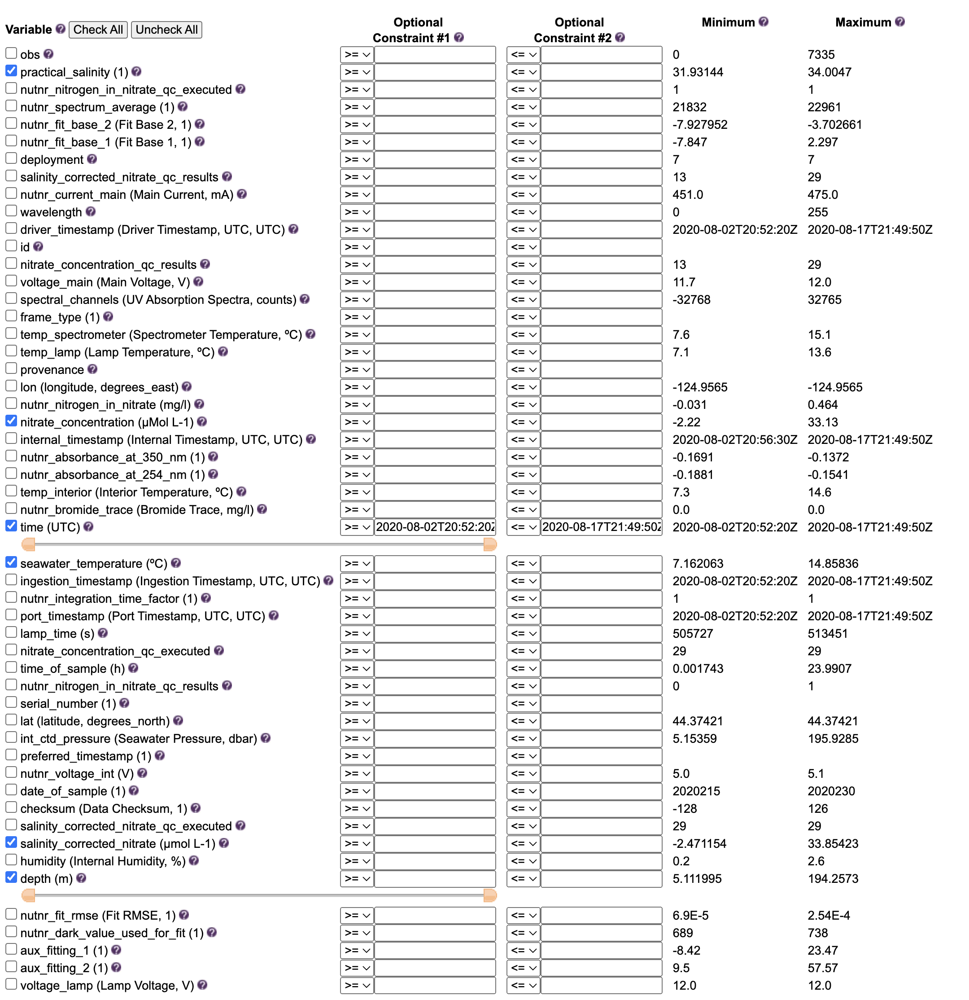 Variable ? Check All Uncheck All Optional Constraint #1 ? Optional Constraint #2 ? Minimum ? Maximum ?
obs ? >= <= 0 7335
practical_salinity (1) ? >= <= 31.93144 34.0047
nutnr_nitrogen_in_nitrate_qc_executed ? >= <= 1 1
nutnr_spectrum_average (1) ? >= <= 21832 22961
nutnr_fit_base_2 (Fit Base 2, 1) ? >= <= -7.927952 -3.702661
nutnr_fit_base_1 (Fit Base 1, 1) ? >= <= -7.847 2.297
deployment ? >= <= 7 7
salinity_corrected_nitrate_qc_results ? >= <= 13 29
nutnr_current_main (Main Current, mA) ? >= <= 451.0 475.0
wavelength ? >= <= 0 255
driver_timestamp (Driver Timestamp, UTC, UTC) ? >= <= 2020-08-02T20:52:20Z 2020-08-17T21:49:50Z
id ? >= <=
nitrate_concentration_qc_results ? >= <= 13 29
voltage_main (Main Voltage, V) ? >= <= 11.7 12.0
spectral_channels (UV Absorption Spectra, counts) ? >= <= -32768 32765
frame_type (1) ? >= <=
temp_spectrometer (Spectrometer Temperature, ºC) ? >= <= 7.6 15.1
temp_lamp (Lamp Temperature, ºC) ? >= <= 7.1 13.6
provenance ? >= <=
lon (longitude, degrees_east) ? >= <= -124.9565 -124.9565
nutnr_nitrogen_in_nitrate (mg/l) ? >= <= -0.031 0.464
nitrate_concentration (µMol L-1) ? >= <= -2.22 33.13
internal_timestamp (Internal Timestamp, UTC, UTC) ? >= <= 2020-08-02T20:56:30Z 2020-08-17T21:49:50Z
nutnr_absorbance_at_350_nm (1) ? >= <= -0.1691 -0.1372
nutnr_absorbance_at_254_nm (1) ? >= <= -0.1881 -0.1541
temp_interior (Interior Temperature, ºC) ? >= <= 7.3 14.6
nutnr_bromide_trace (Bromide Trace, mg/l) ? >= <= 0.0 0.0
time (UTC) ? >= 2020-08-02T20:52:20Z <= 2020-08-17T21:49:50Z 2020-08-02T20:52:20Z 2020-08-17T21:49:50Z
seawater_temperature (ºC) ? >= <= 7.162063 14.85836
ingestion_timestamp (Ingestion Timestamp, UTC, UTC) ? >= <= 2020-08-02T20:52:20Z 2020-08-17T21:49:50Z
nutnr_integration_time_factor (1) ? >= <= 1 1
port_timestamp (Port Timestamp, UTC, UTC) ? >= <= 2020-08-02T20:52:20Z 2020-08-17T21:49:50Z
lamp_time (s) ? >= <= 505727 513451
nitrate_concentration_qc_executed ? >= <= 29 29
time_of_sample (h) ? >= <= 0.001743 23.9907
nutnr_nitrogen_in_nitrate_qc_results ? >= <= 0 1
serial_number (1) ? >= <=
lat (latitude, degrees_north) ? >= <= 44.37421 44.37421
int_ctd_pressure (Seawater Pressure, dbar) ? >= <= 5.15359 195.9285
preferred_timestamp (1) ? >= <=
nutnr_voltage_int (V) ? >= <= 5.0 5.1
date_of_sample (1) ? >= <= 2020215 2020230
checksum (Data Checksum, 1) ? >= <= -128 126
salinity_corrected_nitrate_qc_executed ? >= <= 29 29
salinity_corrected_nitrate (µmol L-1) ? >= <= -2.471154 33.85423
humidity (Internal Humidity, %) ? >= <= 0.2 2.6
depth (m) ? >= <= 5.111995 194.2573
nutnr_fit_rmse (Fit RMSE, 1) ? >= <= 6.9E-5 2.54E-4
nutnr_dark_value_used_for_fit (1) ? >= <= 689 738
aux_fitting_1 (1) ? >= <= -8.42 23.47
aux_fitting_2 (1) ? >= <= 9.5 57.57
voltage_lamp (Lamp Voltage, V) ? >= <= 12.0 12.0